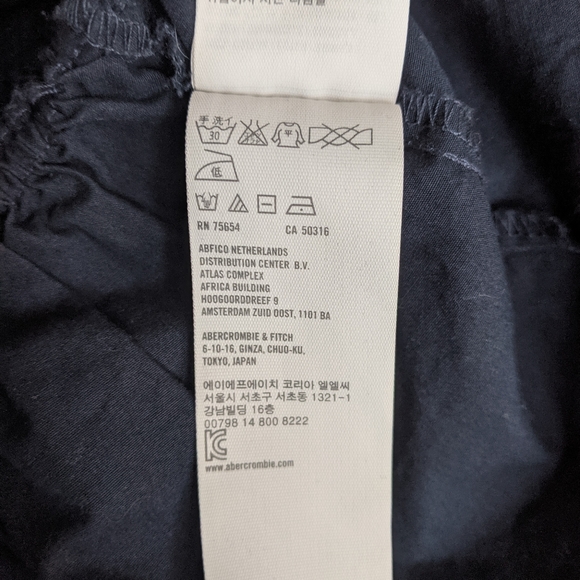 手 洗イ
30
平
低
RN 75654 CA 50316
ABFICO NETHERLANDS
DISTRIBUTION CENTER B.V.
ATLAS COMPLEX
AFRICA BUILDING
HOOGOORDDREEF 9
AMSTERDAM ZUID OOST, 1101 BA
ABERCROMBIE & FITCH
6-10-16, GINZA, CHUO-KU,
TOKYO, JAPAN
에이에프에이치 코리아 엘엘씨
서울시 서초구 서초동 1321-1
강남빌딩 16층
00798 14 800 8222
www.abercrombie.com